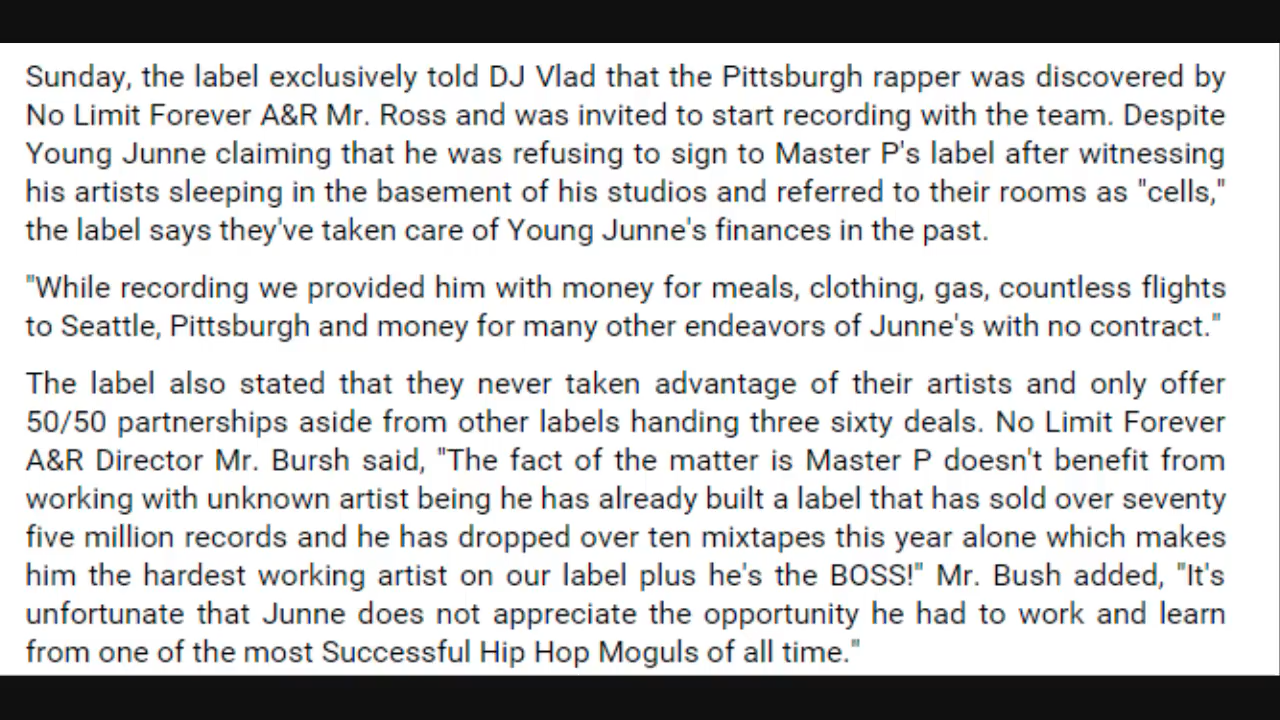 Sunday, the label exclusively told DJ Vlad that the Pittsburgh rapper was discovered by
No Limit Forever A&R Mr. Ross and was invited to start recording with the team. Despite
Young Junne claiming that he was refusing to sign to Master P's label after witnessing
his artists sleeping in the basement of his studios and referred to their rooms as "cells,"
the label says they've taken care of Young Junne's finances in the past.
"While recording we provided him with money for meals, clothing, gas, countless flights
to Seattle, Pittsburgh and money for many other endeavors of Junne's with no contract."
The label also stated that they never taken advantage of their artists and only offer
50/50 partnerships aside from other labels handing three sixty deals. No Limit Forever
A&R Director Mr. Bursh said, "The fact of the matter is Master P doesn't benefit from
working with unknown artist being he has already built a label that has sold over seventy
five million records and he has dropped over ten mixtapes this year alone which makes
him the hardest working artist on our label plus he's the BOSS!" Mr. Bush added, "It's
unfortunate that Junne does not appreciate the opportunity he had to work and learn
from one of the most Successful Hip Hop Moguls of all time."